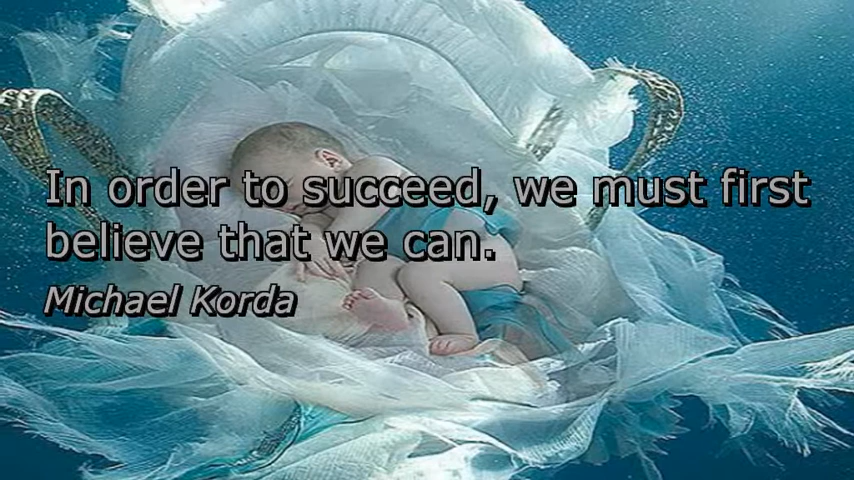 In order to succeed, we must first
believe that we can.
Michael Korda